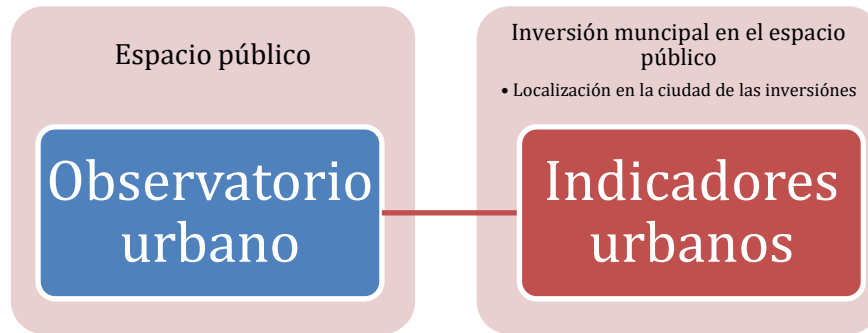 Espacio público
Observatorio
urbano
Inversión muncipal en el espacio
público
• Localización en la ciudad de las inversiónes
Indicadores
urbanos